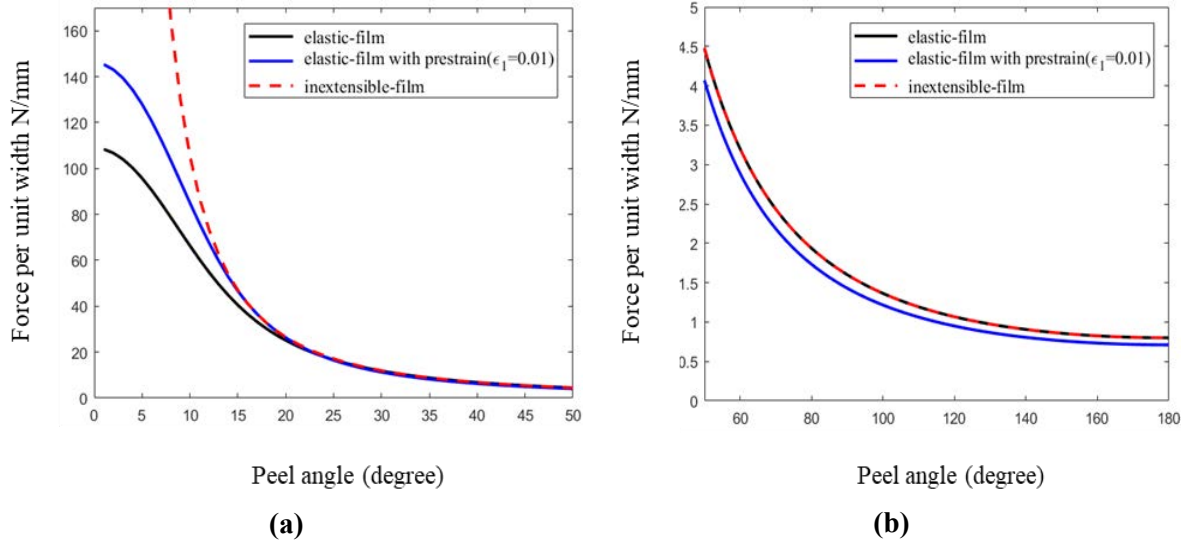 160
140
120
100
80
60
40
20
0
0 5 10 15 20 25 30 35 40 45 50
Force per unit width N/mm
elastic-film
elastic-film with prestrain(ϵ1=0.01)
inextensible-film
Peel angle (degree)
(a)
5
4.5
4
3.5
3
2.5
2
1.5
1
0.5
0
60 80 100 120 140 160 180
Force per unit width N/mm
elastic-film
elastic-film with prestrain(ϵ1=0.01)
inextensible-film
Peel angle (degree)
(b)